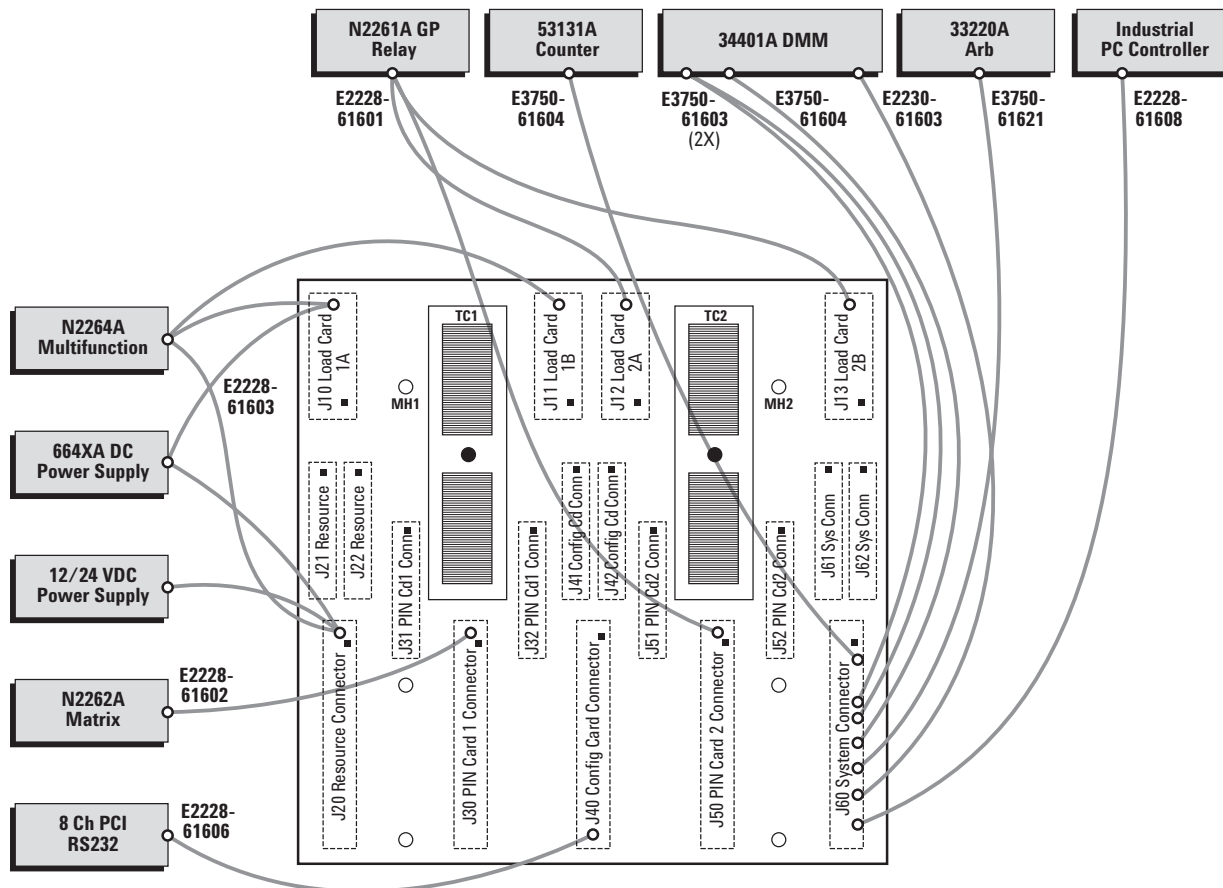 N2261A GP
Relay
53131A
Counter
34401A DMM
33220A
Arb
Industrial
PC Controller
E2228-
61601
E3750-
61604
E3750-
61603
(2X)
E3750-
61604
E2230-
61603
E3750-
61621
E2228-
61608
N2264A
Multifunction
E2228-
61603
664XA DC
Power Supply
12/24 VDC
Power Supply
N2262A
Matrix
E2228-
61602
8 Ch PCI
RS232
E2228-
61606
J10 Load Card
1A
MH1
TC1
J11 Load Card
1B
J12 Load Card
2A
TC2
MH2
J13 Load Card
2B
J21 Resource
J22 Resource
J31 PIN Cd1 Conn
J32 PIN Cd1 Conn
J41 Config Cd Conn
J42 Config Cd Conn
J51 PIN Cd2 Conn
J52 PIN Cd2 Conn
J61 Sys Conn
J62 Sys Conn
J20 Resource Connector
J30 PIN Card 1 Connector
J40 Config Card Connector
J50 PIN Card 2 Connector
J60 System Connector